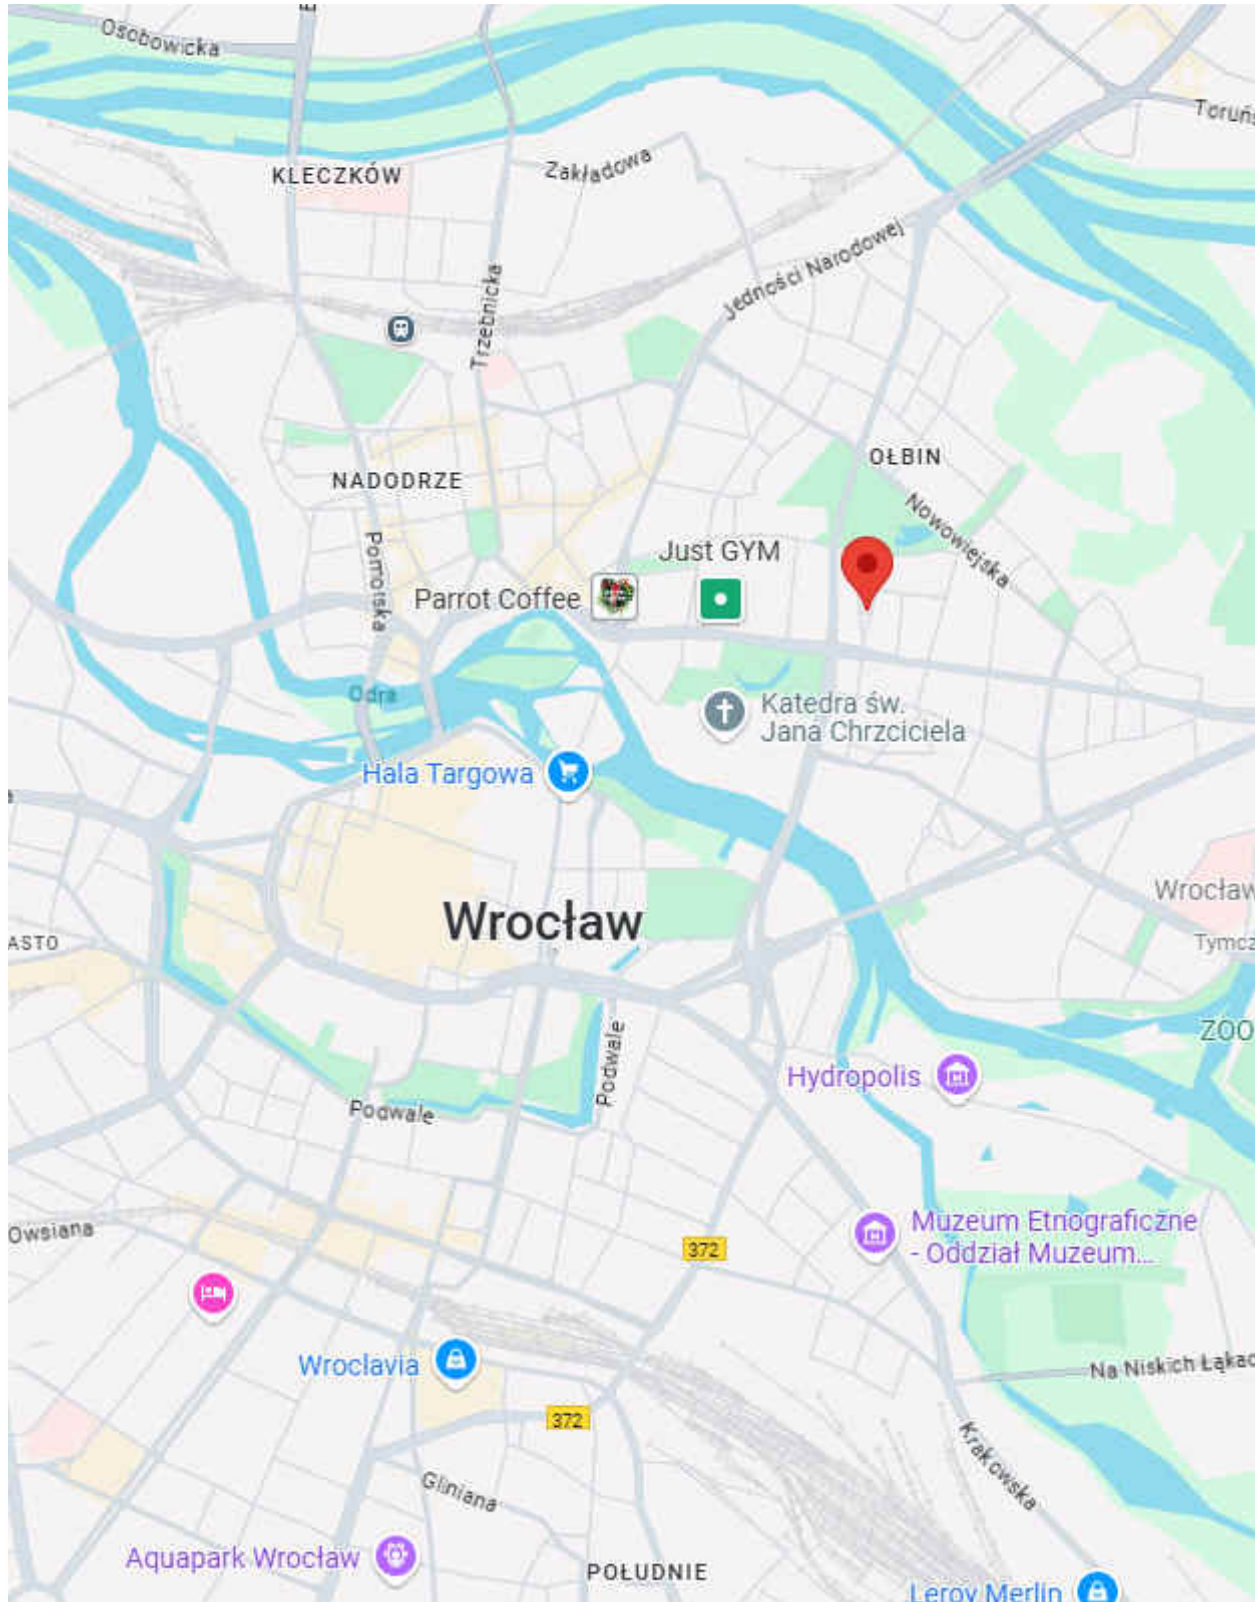 Osobowicka
Toruńs
KLECZKÓW
Zakładowa
Jedności Narodowej
Trzebnicka
OŁBIN
NADODRZE
Nowowiejska
Pomorska
Just GYM
Parrot Coffee
Odra
Katedra św.
Jana Chrzciciela
Hala Targowa
Wrocław
Wrocław
ASTO
Tymcz
ZOO
Podwale
Hydropolis
Podwale
Muzeum Etnograficzne
- Oddział Muzeum...
Owsiana
372
Wroclavia
Na Niskich Łąkac
372
Krakowska
Gliniana
Aquapark Wrocław
POŁUDNIE
Leroy Merlin